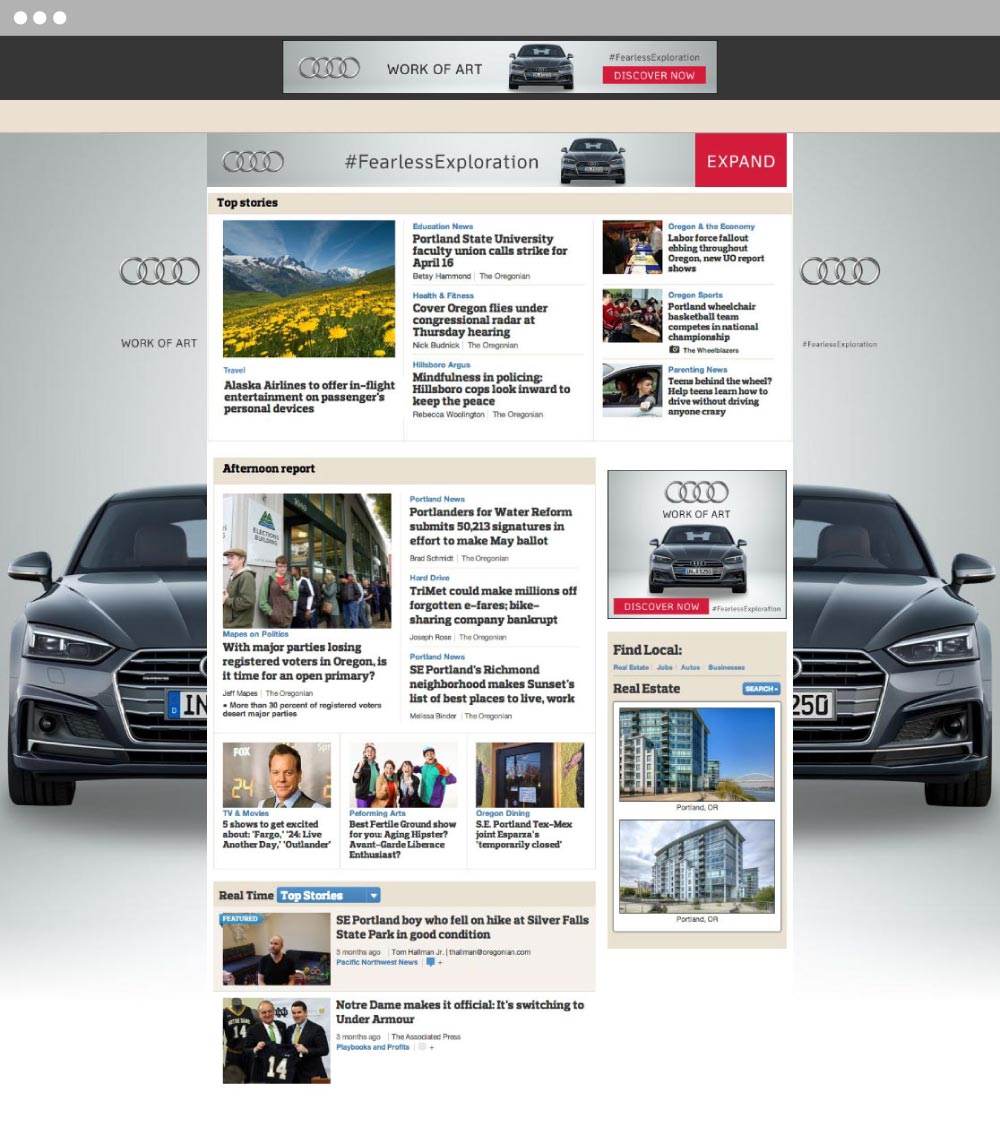 WORK OF ART
#FearlessExploration
DISCOVER NOW
#FearlessExploration
EXPAND
WORK OF ART
#FearlessExploration
Top stories
Travel
Alaska Airlines to offer in-flight
entertainment on passenger's
personal devices
Education News
Portland State University
faculty union calls strike for
April 16
Betsy Hammond | The Oregonian
Health & Fitness
Cover Oregon flies under
congressional radar at
Thursday hearing
Nick Budnick | The Oregonian
Hillsboro Argus
Mindfulness in policing:
Hillsboro cops look inward to
keep the peace
Rebecca Woolington | The Oregonian
Oregon & the Economy
Labor force fallout
ebbing throughout
Oregon, new UO report
shows
Oregon Sports
Portland wheelchair
basketball team
competes in national
championship
The Wheelblazers
Parenting News
Teens behind the wheel?
Help teens learn how to
drive without driving
anyone crazy
Afternoon report
ELECTIONS
BUILDING
Mapes on Politics
With major parties losing
registered voters in Oregon, is
it time for an open primary?
Jeff Mapes | The Oregonian
• More than 30 percent of registered voters
desert major parties
Portland News
Portlanders for Water Reform
submits 50,213 signatures in
effort to make May ballot
Brad Schmidt | The Oregonian
Hard Drive
TriMet could make millions off
forgotten e-fares; bike-
sharing company bankrupt
Joseph Rose | The Oregonian
Portland News
SE Portland's Richmond
neighborhood makes Sunset's
list of best places to live, work
Melissa Binder | The Oregonian
FOX
24
TV & Movies
5 shows to get excited
about: 'Fargo,' '24: Live
Another Day,' 'Outlander'
Peforming Arts
Best Fertile Ground show
for you: Aging Hipster?
Avant-Garde Liberace
Enthusiast?
Oregon Dining
S.E. Portland Tex-Mex
joint Esparza's
'temporarily closed'
WORK OF ART
DISCOVER NOW
#FearlessExploration
Find Local:
Real Estate | Jobs | Autos | Businesses
Real Estate
SEARCH
Portland, OR
Portland, OR
D IN
250
Real Time Top Stories
FEATURED
SE Portland boy who fell on hike at Silver Falls
State Park in good condition
3 months ago | Tom Hallman Jr. | thallman@oregonian.com
Pacific Northwest News | +
NOTRE DAME
14
14
Notre Dame makes it official: It's switching to
Under Armour
3 months ago | The Associated Press
Playbooks and Profits | +